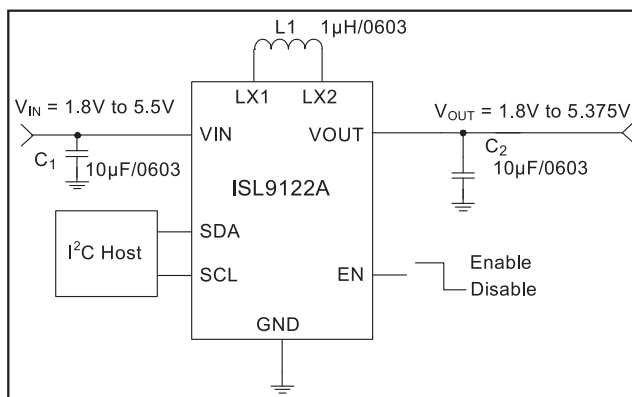 L1 1µH/0603
LX1 LX2
V_IN = 1.8V to 5.5V
V_OUT = 1.8V to 5.375V
VIN VOUT
C1
10µF/0603
C2
10µF/0603
ISL9122A
I²C Host
SDA
SCL
EN
Enable
Disable
GND